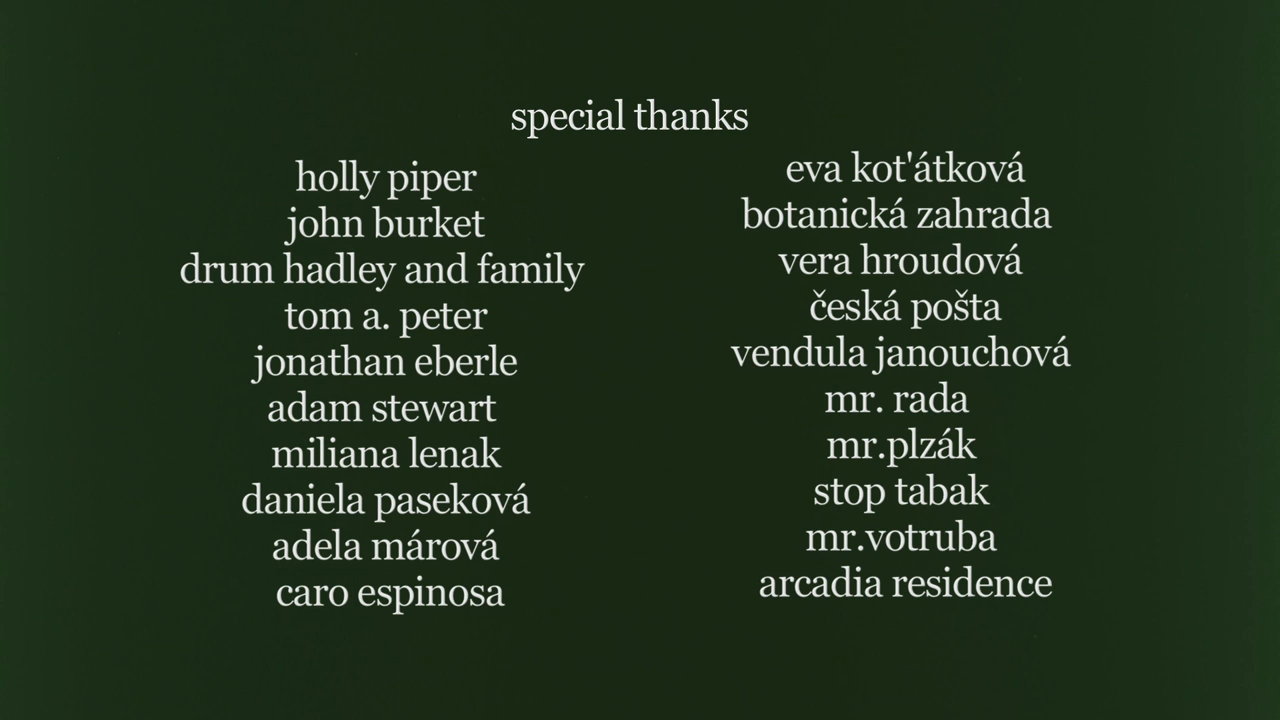 special thanks
holly piper
john burket
drum hadley and family
tom a. peter
jonathan eberle
adam stewart
miliana lenak
daniela paseková
adela márová
caro espinosa
eva kot'átková
botanická zahrada
vera hroudová
česká pošta
vendula janouchová
mr. rada
mr.plzák
stop tabak
mr.votruba
arcadia residence